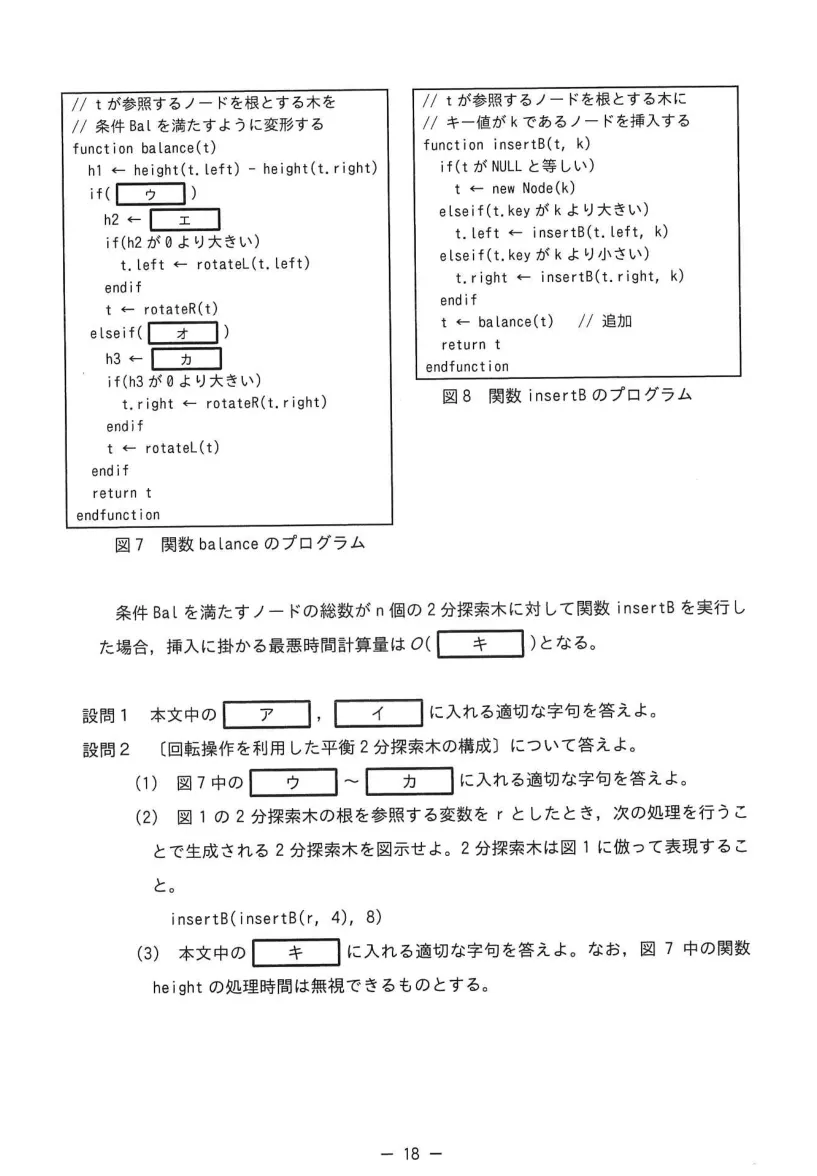 // t が参照するノードを根とする木を
// 条件 Bal を満たすように変形する
function balance(t)
h1 ← height(t.left) - height(t.right)
if( ウ )
h2 ← エ
if(h2 が 0 より大きい)
t.left ← rotateL(t.left)
endif
t ← rotateR(t)
elseif( オ )
h3 ← カ
if(h3 が 0 より大きい)
t.right ← rotateR(t.right)
endif
t ← rotateL(t)
endif
return t
endfunction
図7 関数 balance のプログラム
// t が参照するノードを根とする木に
// キー値が k であるノードを挿入する
function insertB(t, k)
if(t が NULL と等しい)
t ← new Node(k)
elseif(t.key が k より大きい)
t.left ← insertB(t.left, k)
elseif(t.key が k より小さい)
t.right ← insertB(t.right, k)
endif
t ← balance(t) // 追加
return t
endfunction
図8 関数 insertB のプログラム
条件 Bal を満たすノードの総数が n 個の 2 分探索木に対して関数 insertB を実行し
た場合，挿入に掛かる最悪時間計算量は O( キ )となる。
設問1 本文中の ア ， イ に入れる適切な字句を答えよ。
設問2 〔回転操作を利用した平衡 2 分探索木の構成〕について答えよ。
(1) 図 7 中の ウ ～ カ に入れる適切な字句を答えよ。
(2) 図 1 の 2 分探索木の根を参照する変数を r としたとき，次の処理を行うこ
とで生成される 2 分探索木を図示せよ。2 分探索木は図 1 に倣って表現するこ
と。
insertB(insertB(r, 4), 8)
(3) 本文中の キ に入れる適切な字句を答えよ。なお，図 7 中の関数
height の処理時間は無視できるものとする。
− 18 −